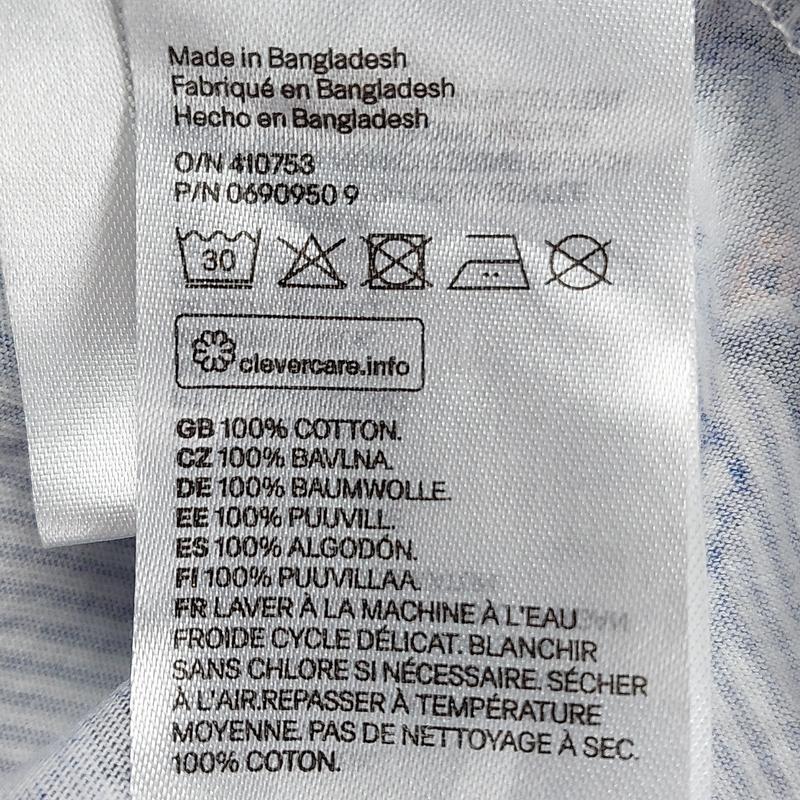 Made in Bangladesh
Fabriqué en Bangladesh
Hecho en Bangladesh
O/N 410753
P/N 0690950 9
30
clevercare.info
GB 100% COTTON.
CZ 100% BAVLNA.
DE 100% BAUMWOLLE.
EE 100% PUUVILL.
ES 100% ALGODÓN.
FI 100% PUUVILLAA.
FR LAVER À LA MACHINE À L'EAU
FROIDE CYCLE DÉLICAT. BLANCHIR
SANS CHLORE SI NÉCESSAIRE. SÉCHER
À L'AIR.REPASSER À TEMPÉRATURE
MOYENNE. PAS DE NETTOYAGE À SEC.
100% COTON.